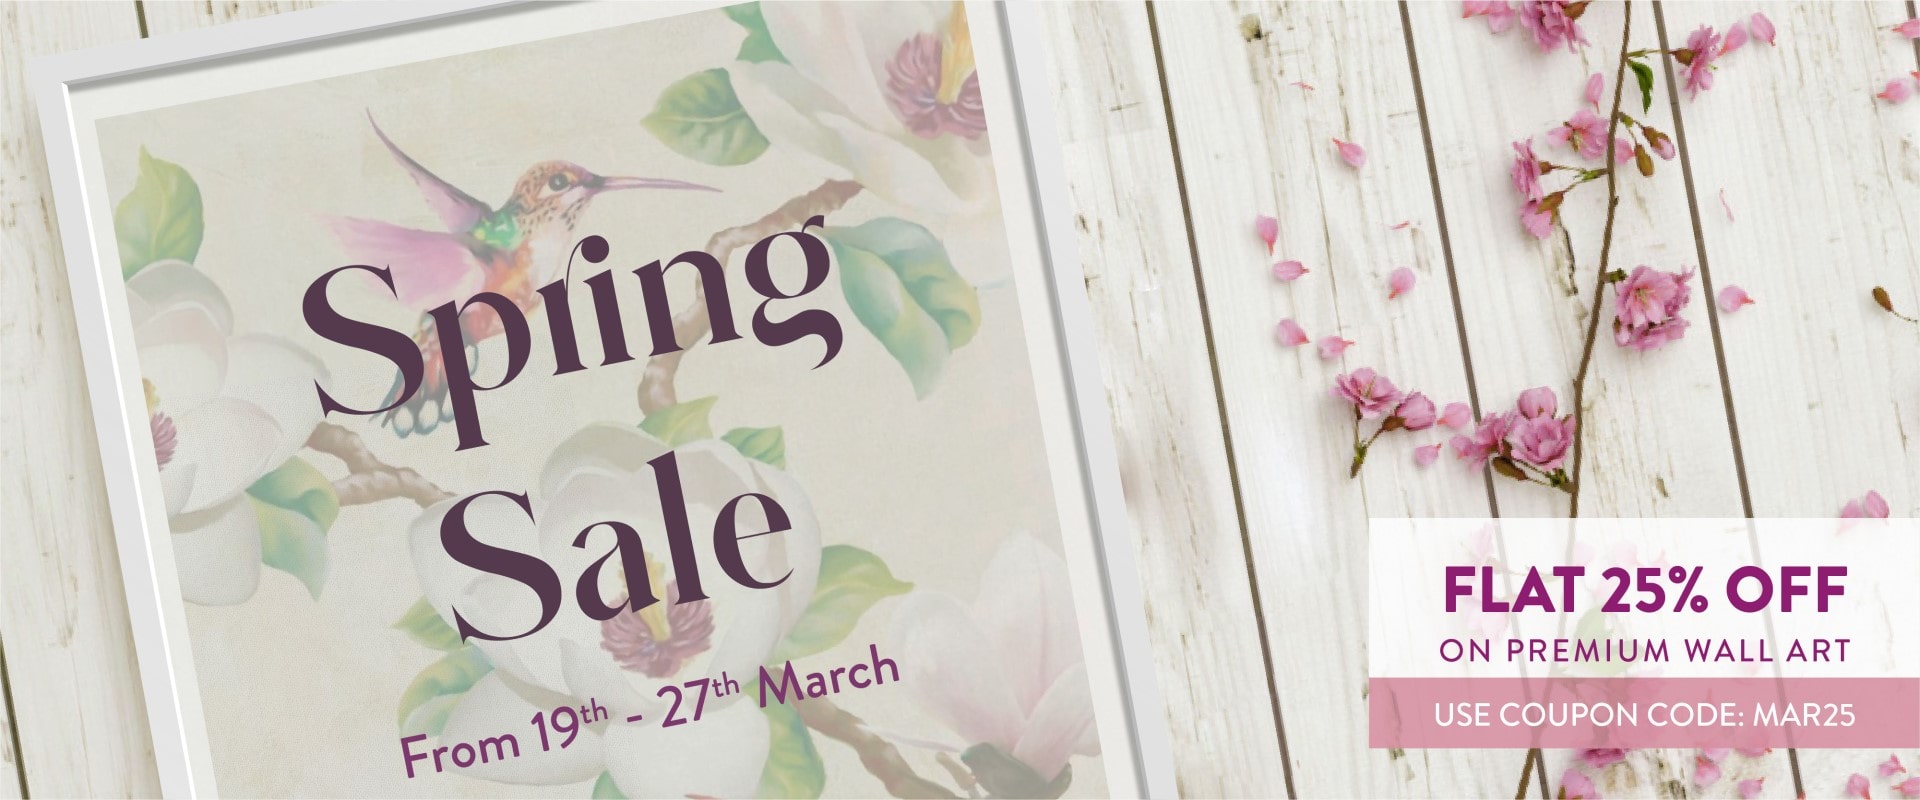 Spring
Sale
From 19th - 27th March
FLAT 25% OFF
ON PREMIUM WALL ART
USE COUPON CODE: MAR25